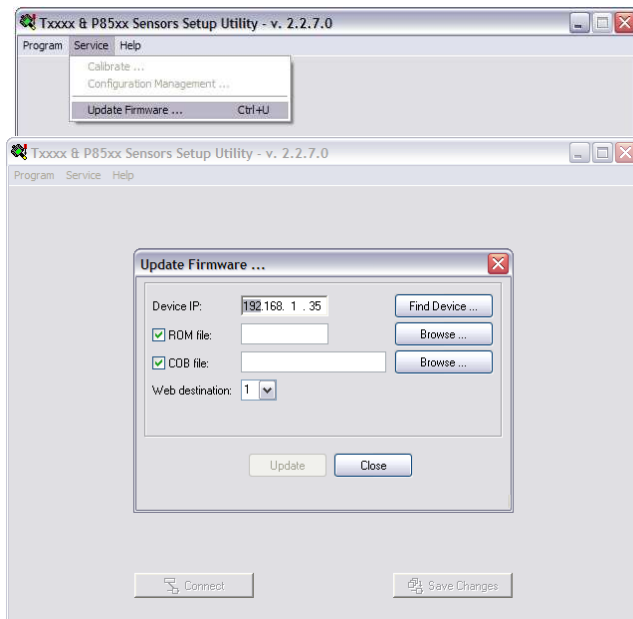 Txxxx & P85xx Sensors Setup Utility - v. 2.2.7.0
Program Service Help
Calibrate ...
Configuration Management ...
Update Firmware ... Ctrl+U
Txxxx & P85xx Sensors Setup Utility - v. 2.2.7.0
Program Service Help
Update Firmware ...
Device IP: 192.168. 1 . 35 Find Device ...
ROM file: Browse ...
COB file: Browse ...
Web destination: 1
Update Close
Connect Save Changes